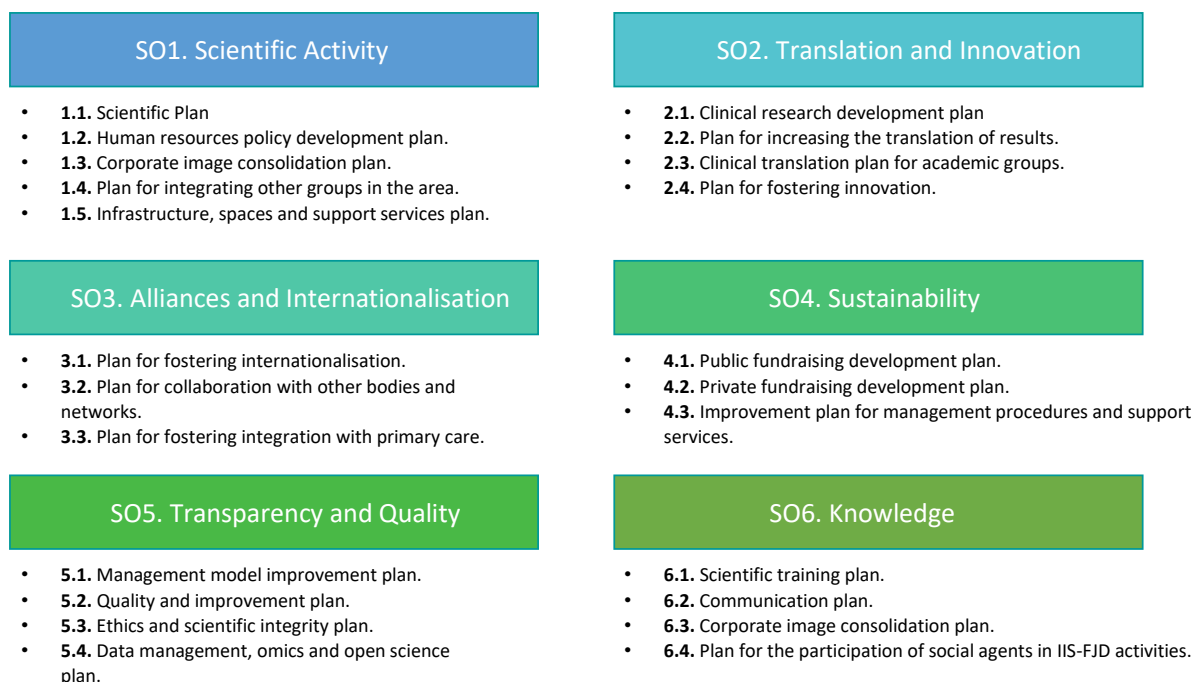 SO1. Scientific Activity
• 1.1. Scientific Plan
• 1.2. Human resources policy development plan.
• 1.3. Corporate image consolidation plan.
• 1.4. Plan for integrating other groups in the area.
• 1.5. Infrastructure, spaces and support services plan.
SO2. Translation and Innovation
• 2.1. Clinical research development plan
• 2.2. Plan for increasing the translation of results.
• 2.3. Clinical translation plan for academic groups.
• 2.4. Plan for fostering innovation.
SO3. Alliances and Internationalisation
• 3.1. Plan for fostering internationalisation.
• 3.2. Plan for collaboration with other bodies and
networks.
• 3.3. Plan for fostering integration with primary care.
SO4. Sustainability
• 4.1. Public fundraising development plan.
• 4.2. Private fundraising development plan.
• 4.3. Improvement plan for management procedures and support
services.
SO5. Transparency and Quality
• 5.1. Management model improvement plan.
• 5.2. Quality and improvement plan.
• 5.3. Ethics and scientific integrity plan.
• 5.4. Data management, omics and open science
plan.
SO6. Knowledge
• 6.1. Scientific training plan.
• 6.2. Communication plan.
• 6.3. Corporate image consolidation plan.
• 6.4. Plan for the participation of social agents in IIS-FJD activities.